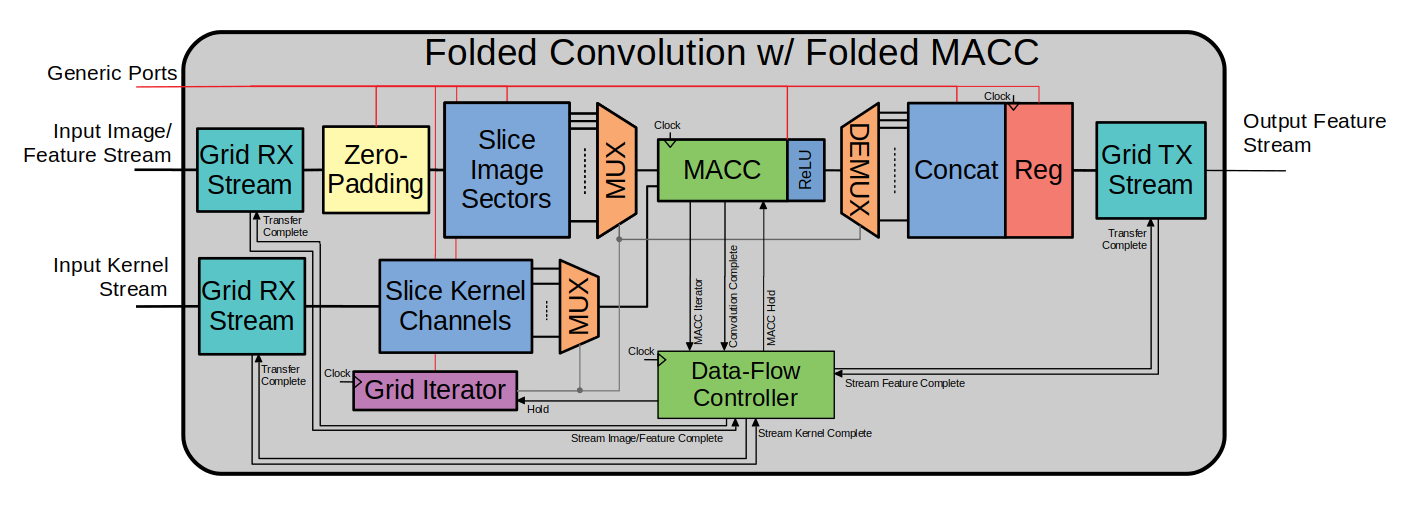 Folded Convolution w/ Folded MACC
Generic Ports
Input Image/
Feature Stream
Grid RX
Stream
Zero-
Padding
Slice
Image
Sectors
MUX
Clock
MACC
ReLU
DEMUX
Concat
Clock
Reg
Grid TX
Stream
Output Feature
Stream
Transfer
Complete
Transfer
Complete
Input Kernel
Stream
Grid RX
Stream
Slice Kernel
Channels
MUX
MACC Iterator
Convolution Complete
MACC Hold
Transfer
Complete
Clock
Grid Iterator
Hold
Clock
Data-Flow
Controller
Stream Feature Complete
Stream Image/Feature Complete
Stream Kernel Complete